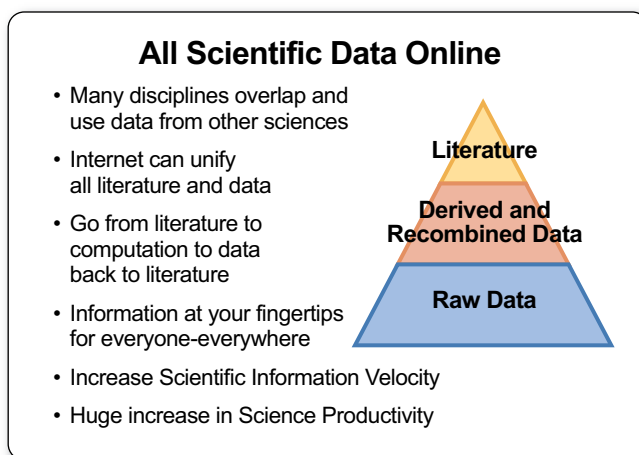 All Scientific Data Online
• Many disciplines overlap and
use data from other sciences
• Internet can unify
all literature and data
• Go from literature to
computation to data
back to literature
• Information at your fingertips
for everyone-everywhere
• Increase Scientific Information Velocity
• Huge increase in Science Productivity
Literature
Derived and
Recombined Data
Raw Data